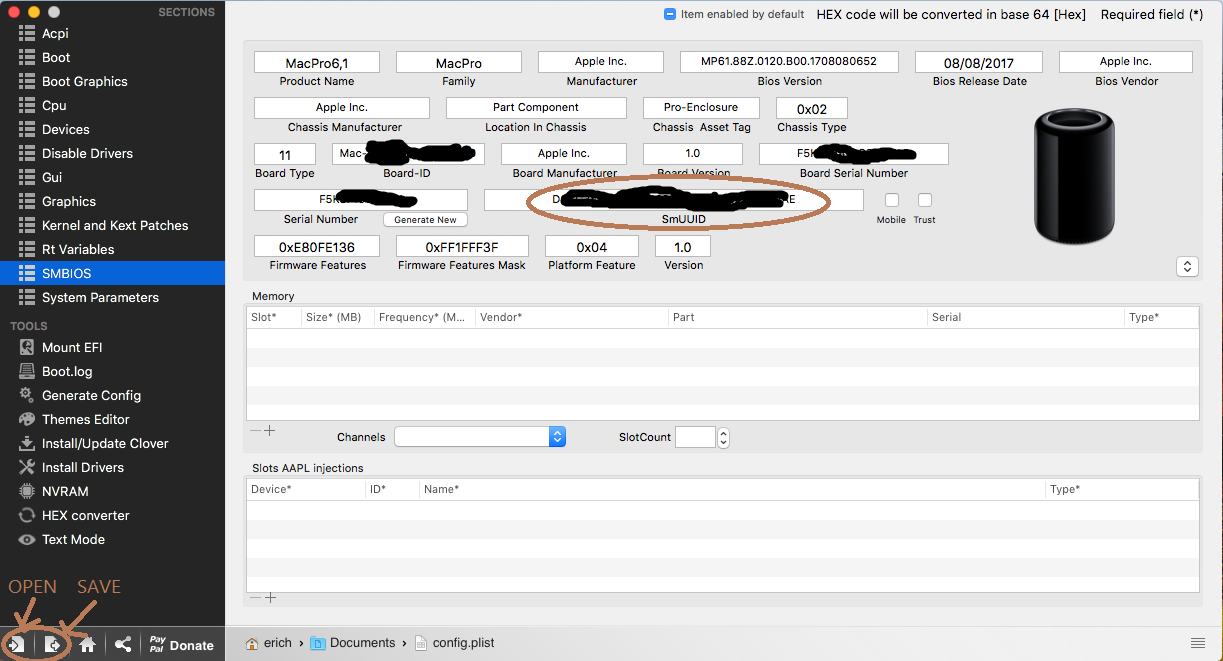 SECTIONS
Acpi
Boot
Boot Graphics
Cpu
Devices
Disable Drivers
Gui
Graphics
Kernel and Kext Patches
Rt Variables
SMBIOS
System Parameters
TOOLS
Mount EFI
Boot.log
Generate Config
Themes Editor
Install/Update Clover
Install Drivers
NVRAM
HEX converter
Text Mode
OPEN SAVE
Pay Pal Donate
Item enabled by default HEX code will be converted in base 64 [Hex] Required field (*)
MacPro6,1 MacPro Apple Inc. MP61.88Z.0120.B00.1708080652 08/08/2017 Apple Inc.
Product Name Family Manufacturer Bios Version Bios Release Date Bios Vendor
Apple Inc. Part Component Pro-Enclosure 0x02
Chassis Manufacturer Location In Chassis Chassis Asset Tag Chassis Type
11 Mac- Apple Inc. 1.0
Board Type Board-ID Board Manufacturer Board Version Board Serial Number
Serial Number Generate New SmUUID Mobile Trust
0xE80FE136 0xFF1FFF3F 0x04 1.0
Firmware Features Firmware Features Mask Platform Feature Version
Memory
Slot* Size* (MB) Frequency* (M... Vendor* Part Serial Type*
Channels SlotCount
Slots AAPL injections
Device* ID* Name* Type*
erich › Documents › config.plist